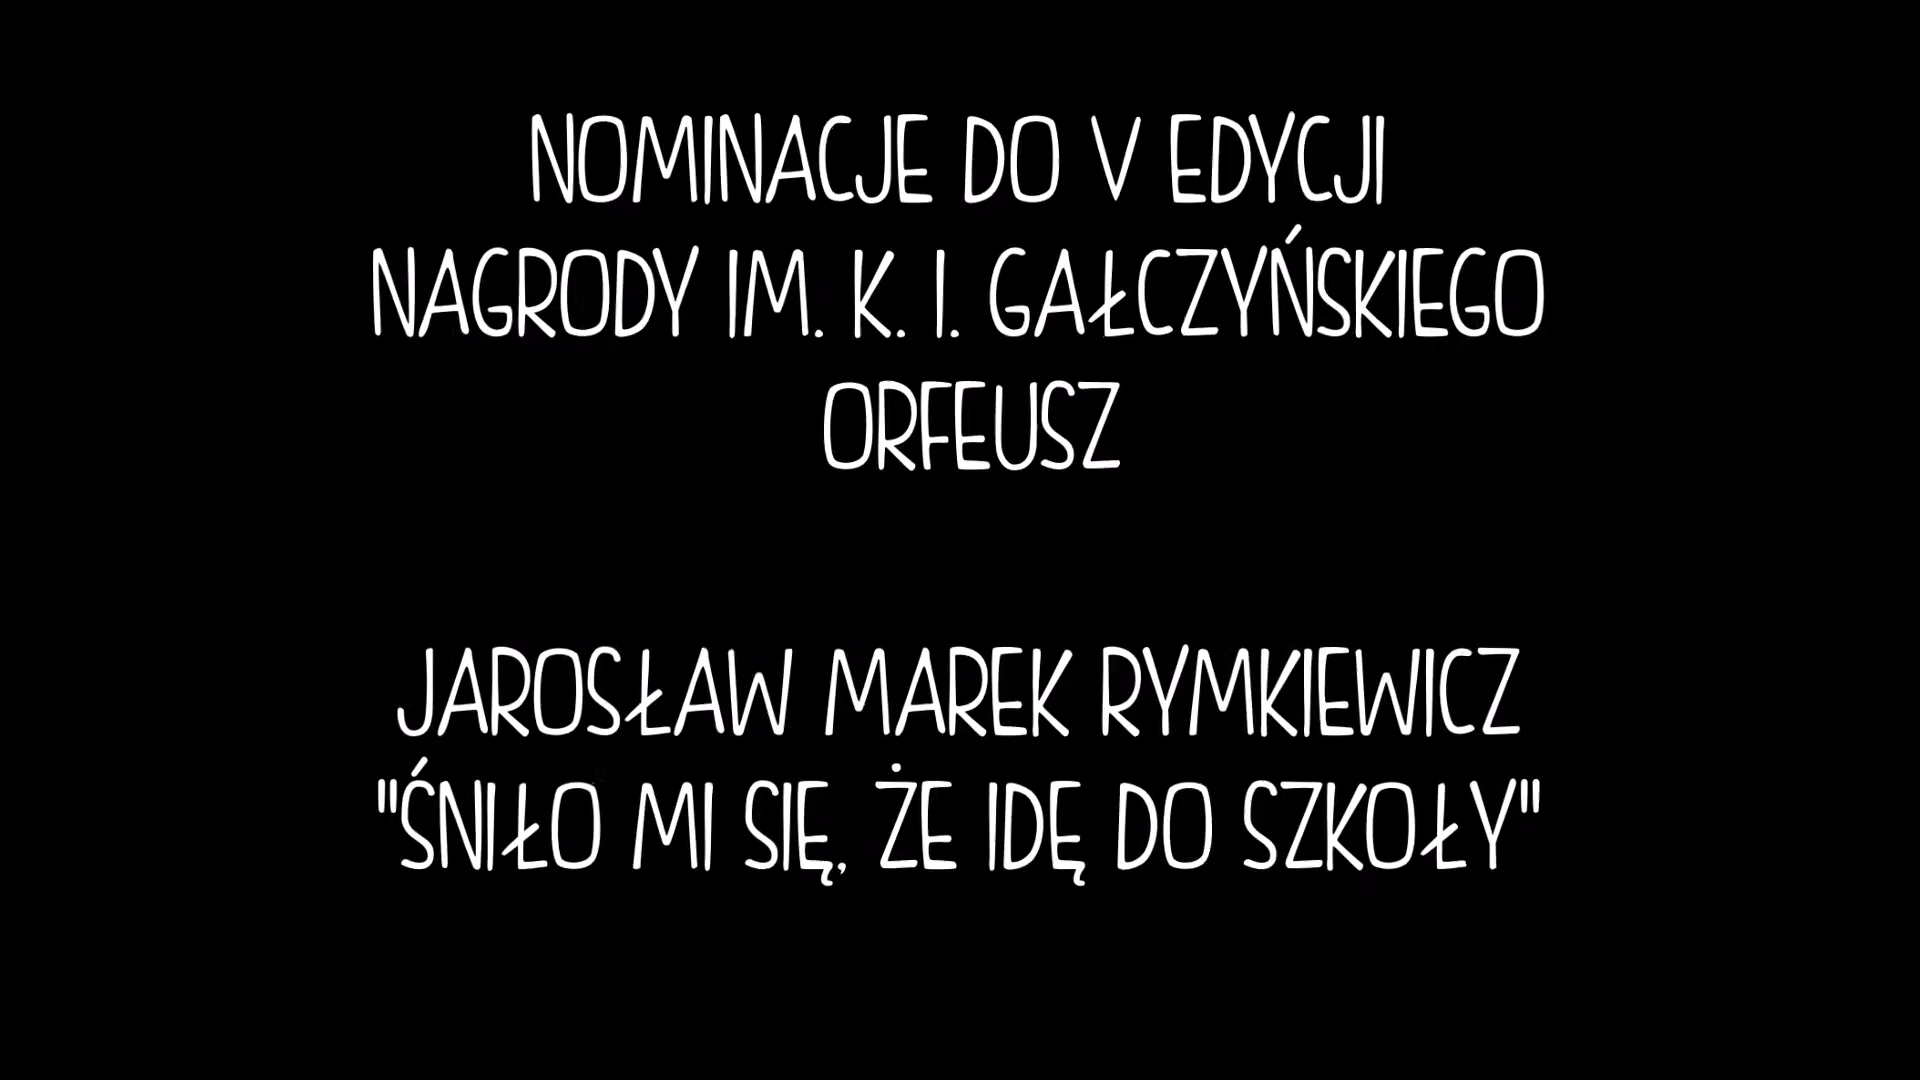 NOMINACJE DO V EDYCJI
NAGRODY IM. K. I. GAŁCZYŃSKIEGO
ORFEUSZ
JAROSŁAW MAREK RYMKIEWICZ
"ŚNIŁO MI SIĘ, ŻE IDĘ DO SZKOŁY"